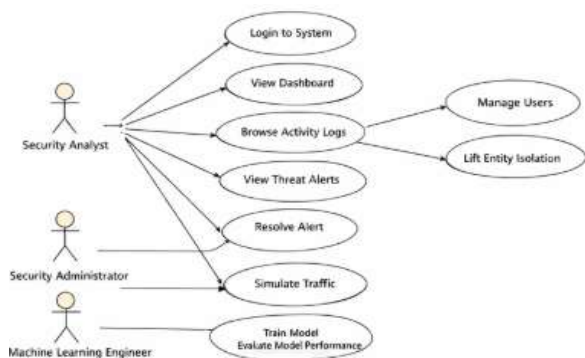 Login to System
View Dashboard
Manage Users
Security Analyst
Browse Activity Logs
Lift Entity Isolation
View Threat Alerts
Resolve Alert
Security Administrator
Simulate Traffic
Train Model
Evaluate Model Performance
Machine Learning Engineer